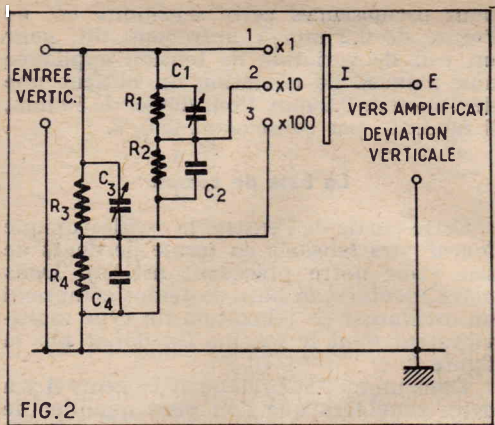 1 x1
C1
2 x10
I
E
ENTREE
VERTIC.
R1
VERS AMPLIFICAT.
DEVIATION
VERTICALE
3 x100
R2
C2
C3
R3
R4
C4
FIG. 2